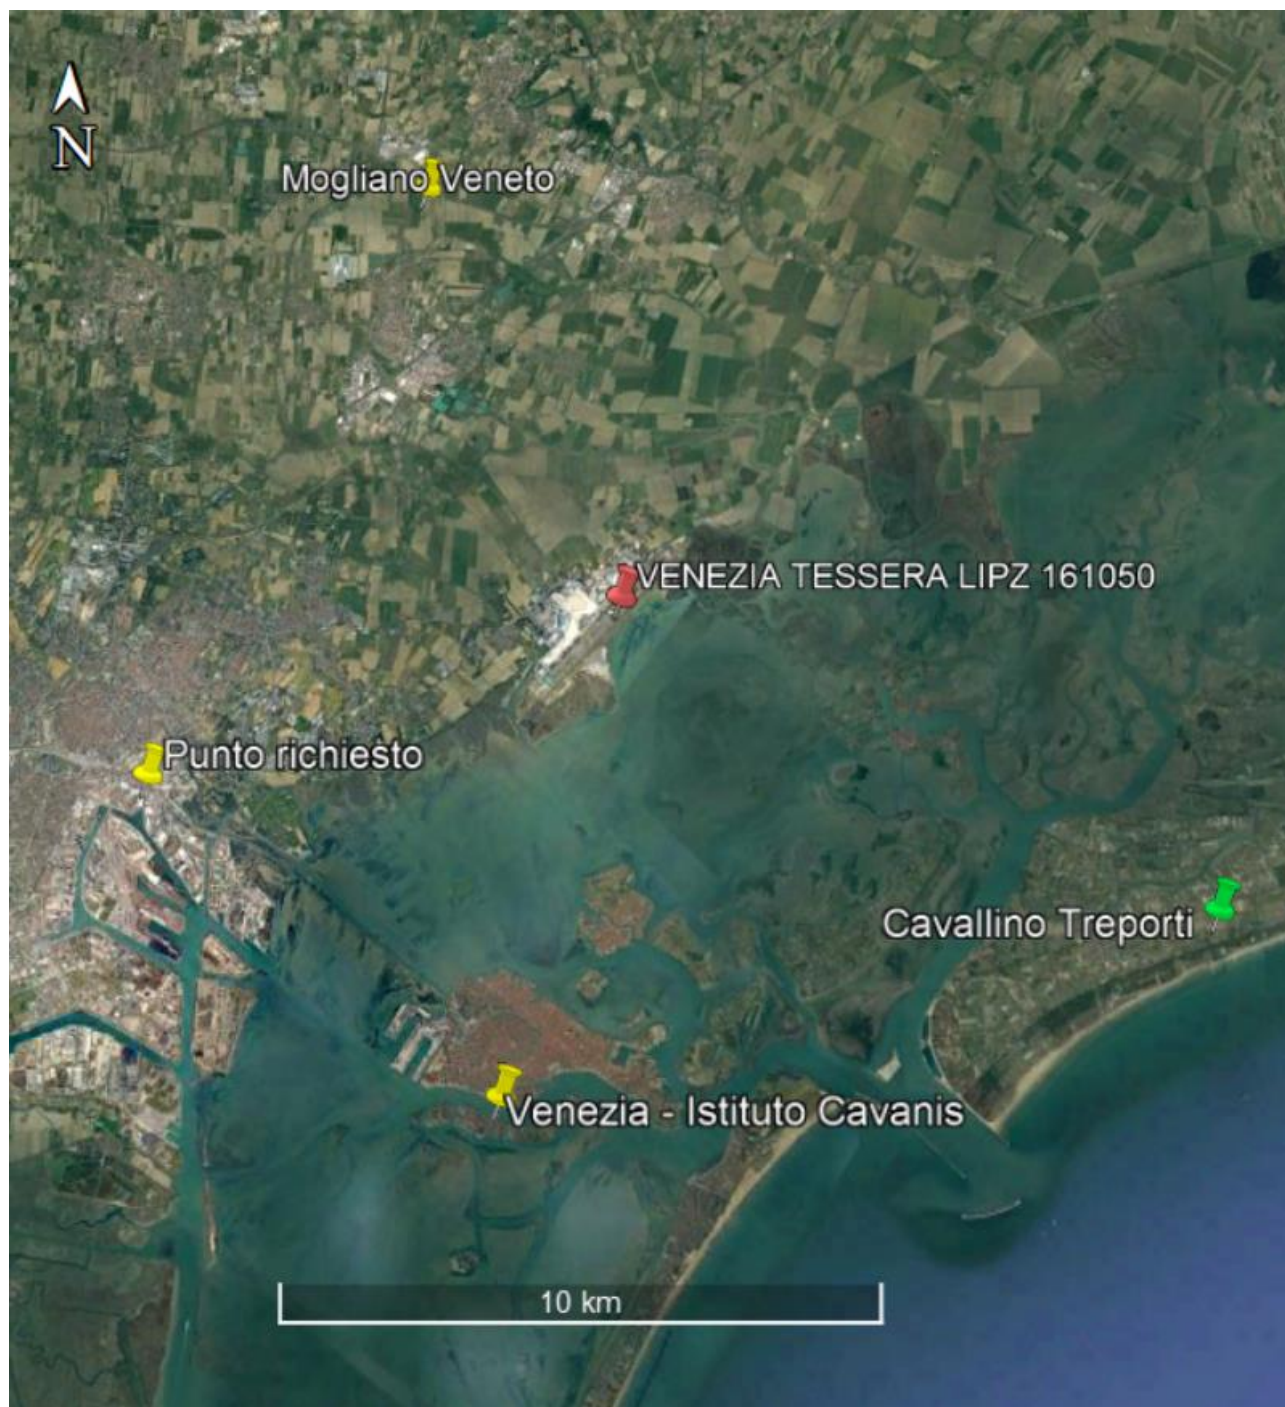 N
Mogliano Veneto
VENEZIA TESSERA LIPZ 161050
Punto richiesto
Cavallino Treporti
Venezia - Istituto Cavanis
10 km